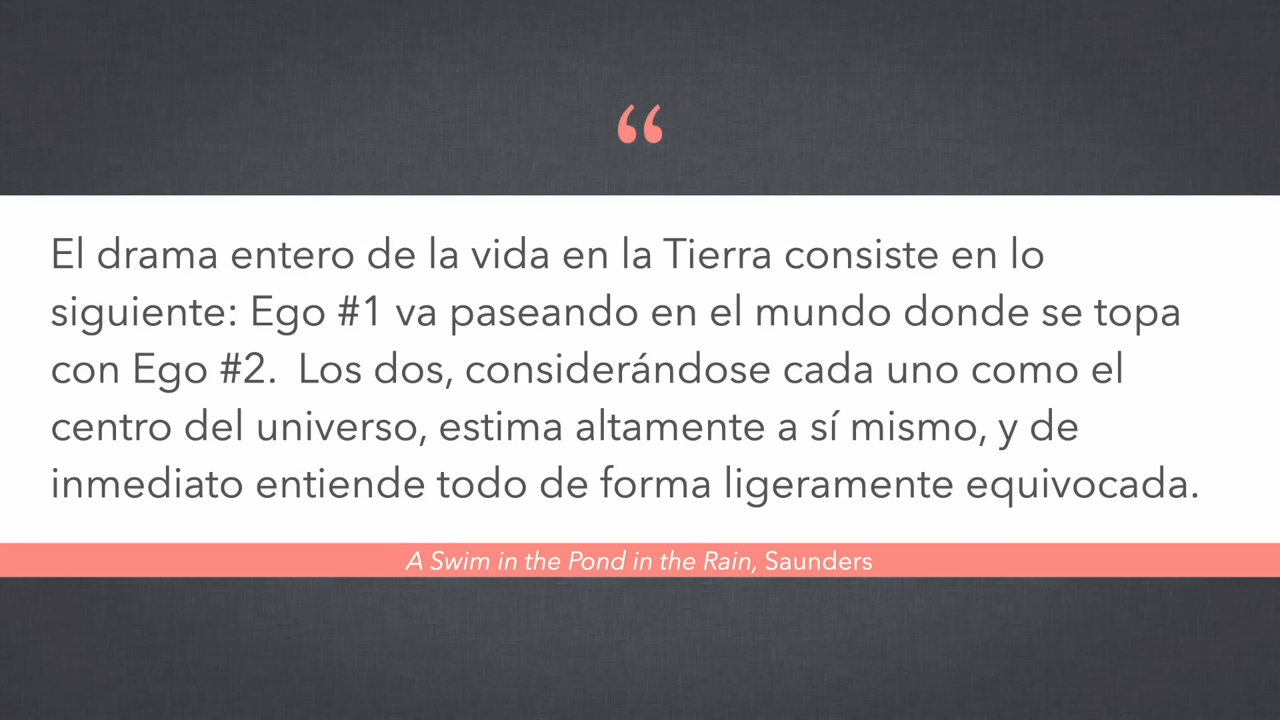 “
El drama entero de la vida en la Tierra consiste en lo
siguiente: Ego #1 va paseando en el mundo donde se topa
con Ego #2.  Los dos, considerándose cada uno como el
centro del universo, estima altamente a sí mismo, y de
inmediato entiende todo de forma ligeramente equivocada.
A Swim in the Pond in the Rain, Saunders